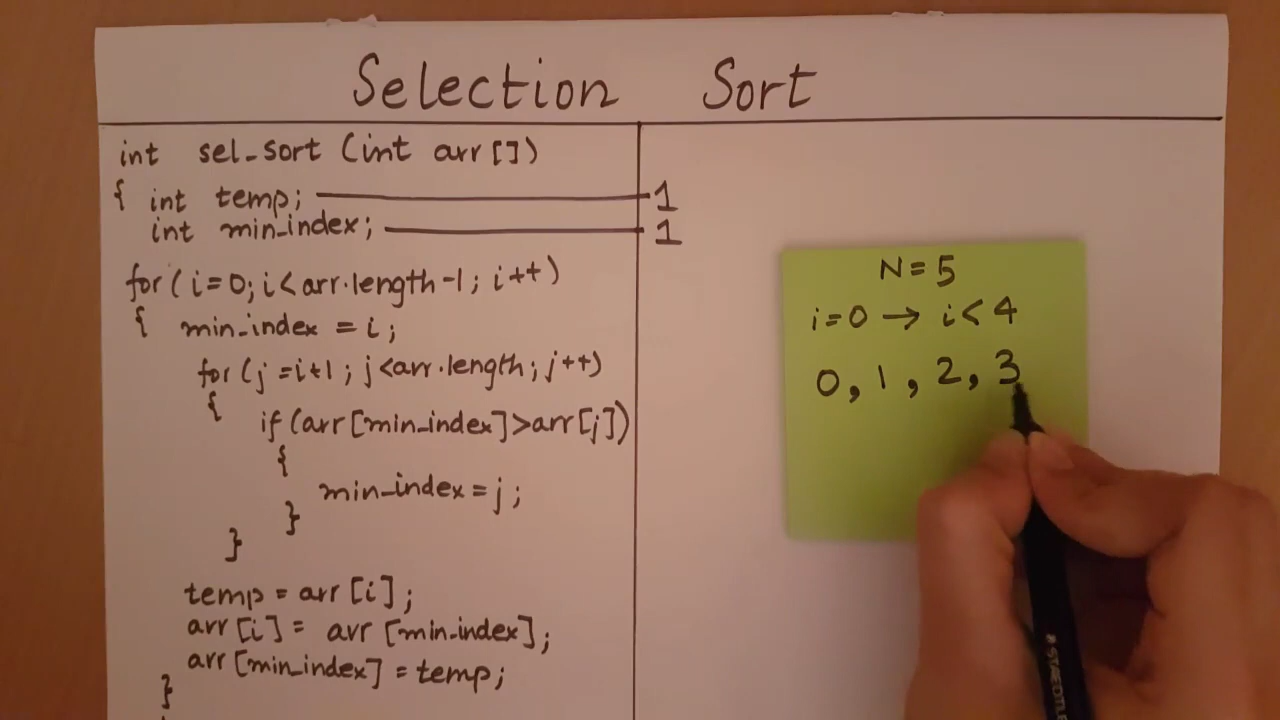 Selection Sort
int sel_sort (int arr[])
{ int temp; 1
int min_index; 1
for(i=0;i<arr.length-1; i++)
{ min_index = i;
for(j=i+1; j<arr.length; j++)
{
if(arr[min_index]>arr[j])
{
min_index = j;
}
}
temp = arr[i];
arr[i] = arr[min_index];
arr[min_index] = temp;
}
N=5
i=0 → i<4
0, 1, 2, 3